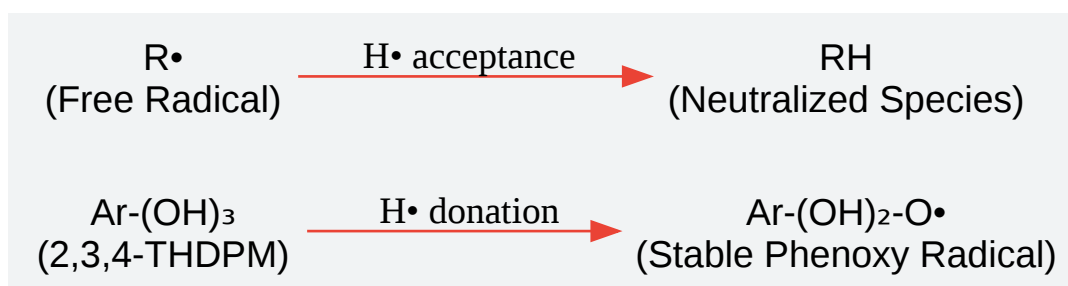 R•
(Free Radical)
H• acceptance
RH
(Neutralized Species)
Ar-(OH)₃
(2,3,4-THDPM)
H• donation
Ar-(OH)₂-O•
(Stable Phenoxy Radical)